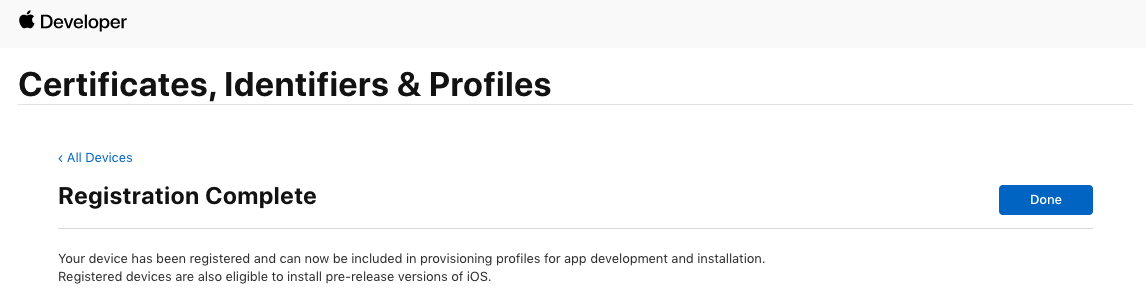 Developer
Certificates, Identifiers & Profiles
‹ All Devices
Registration Complete
Done
Your device has been registered and can now be included in provisioning profiles for app development and installation.
Registered devices are also eligible to install pre-release versions of iOS.